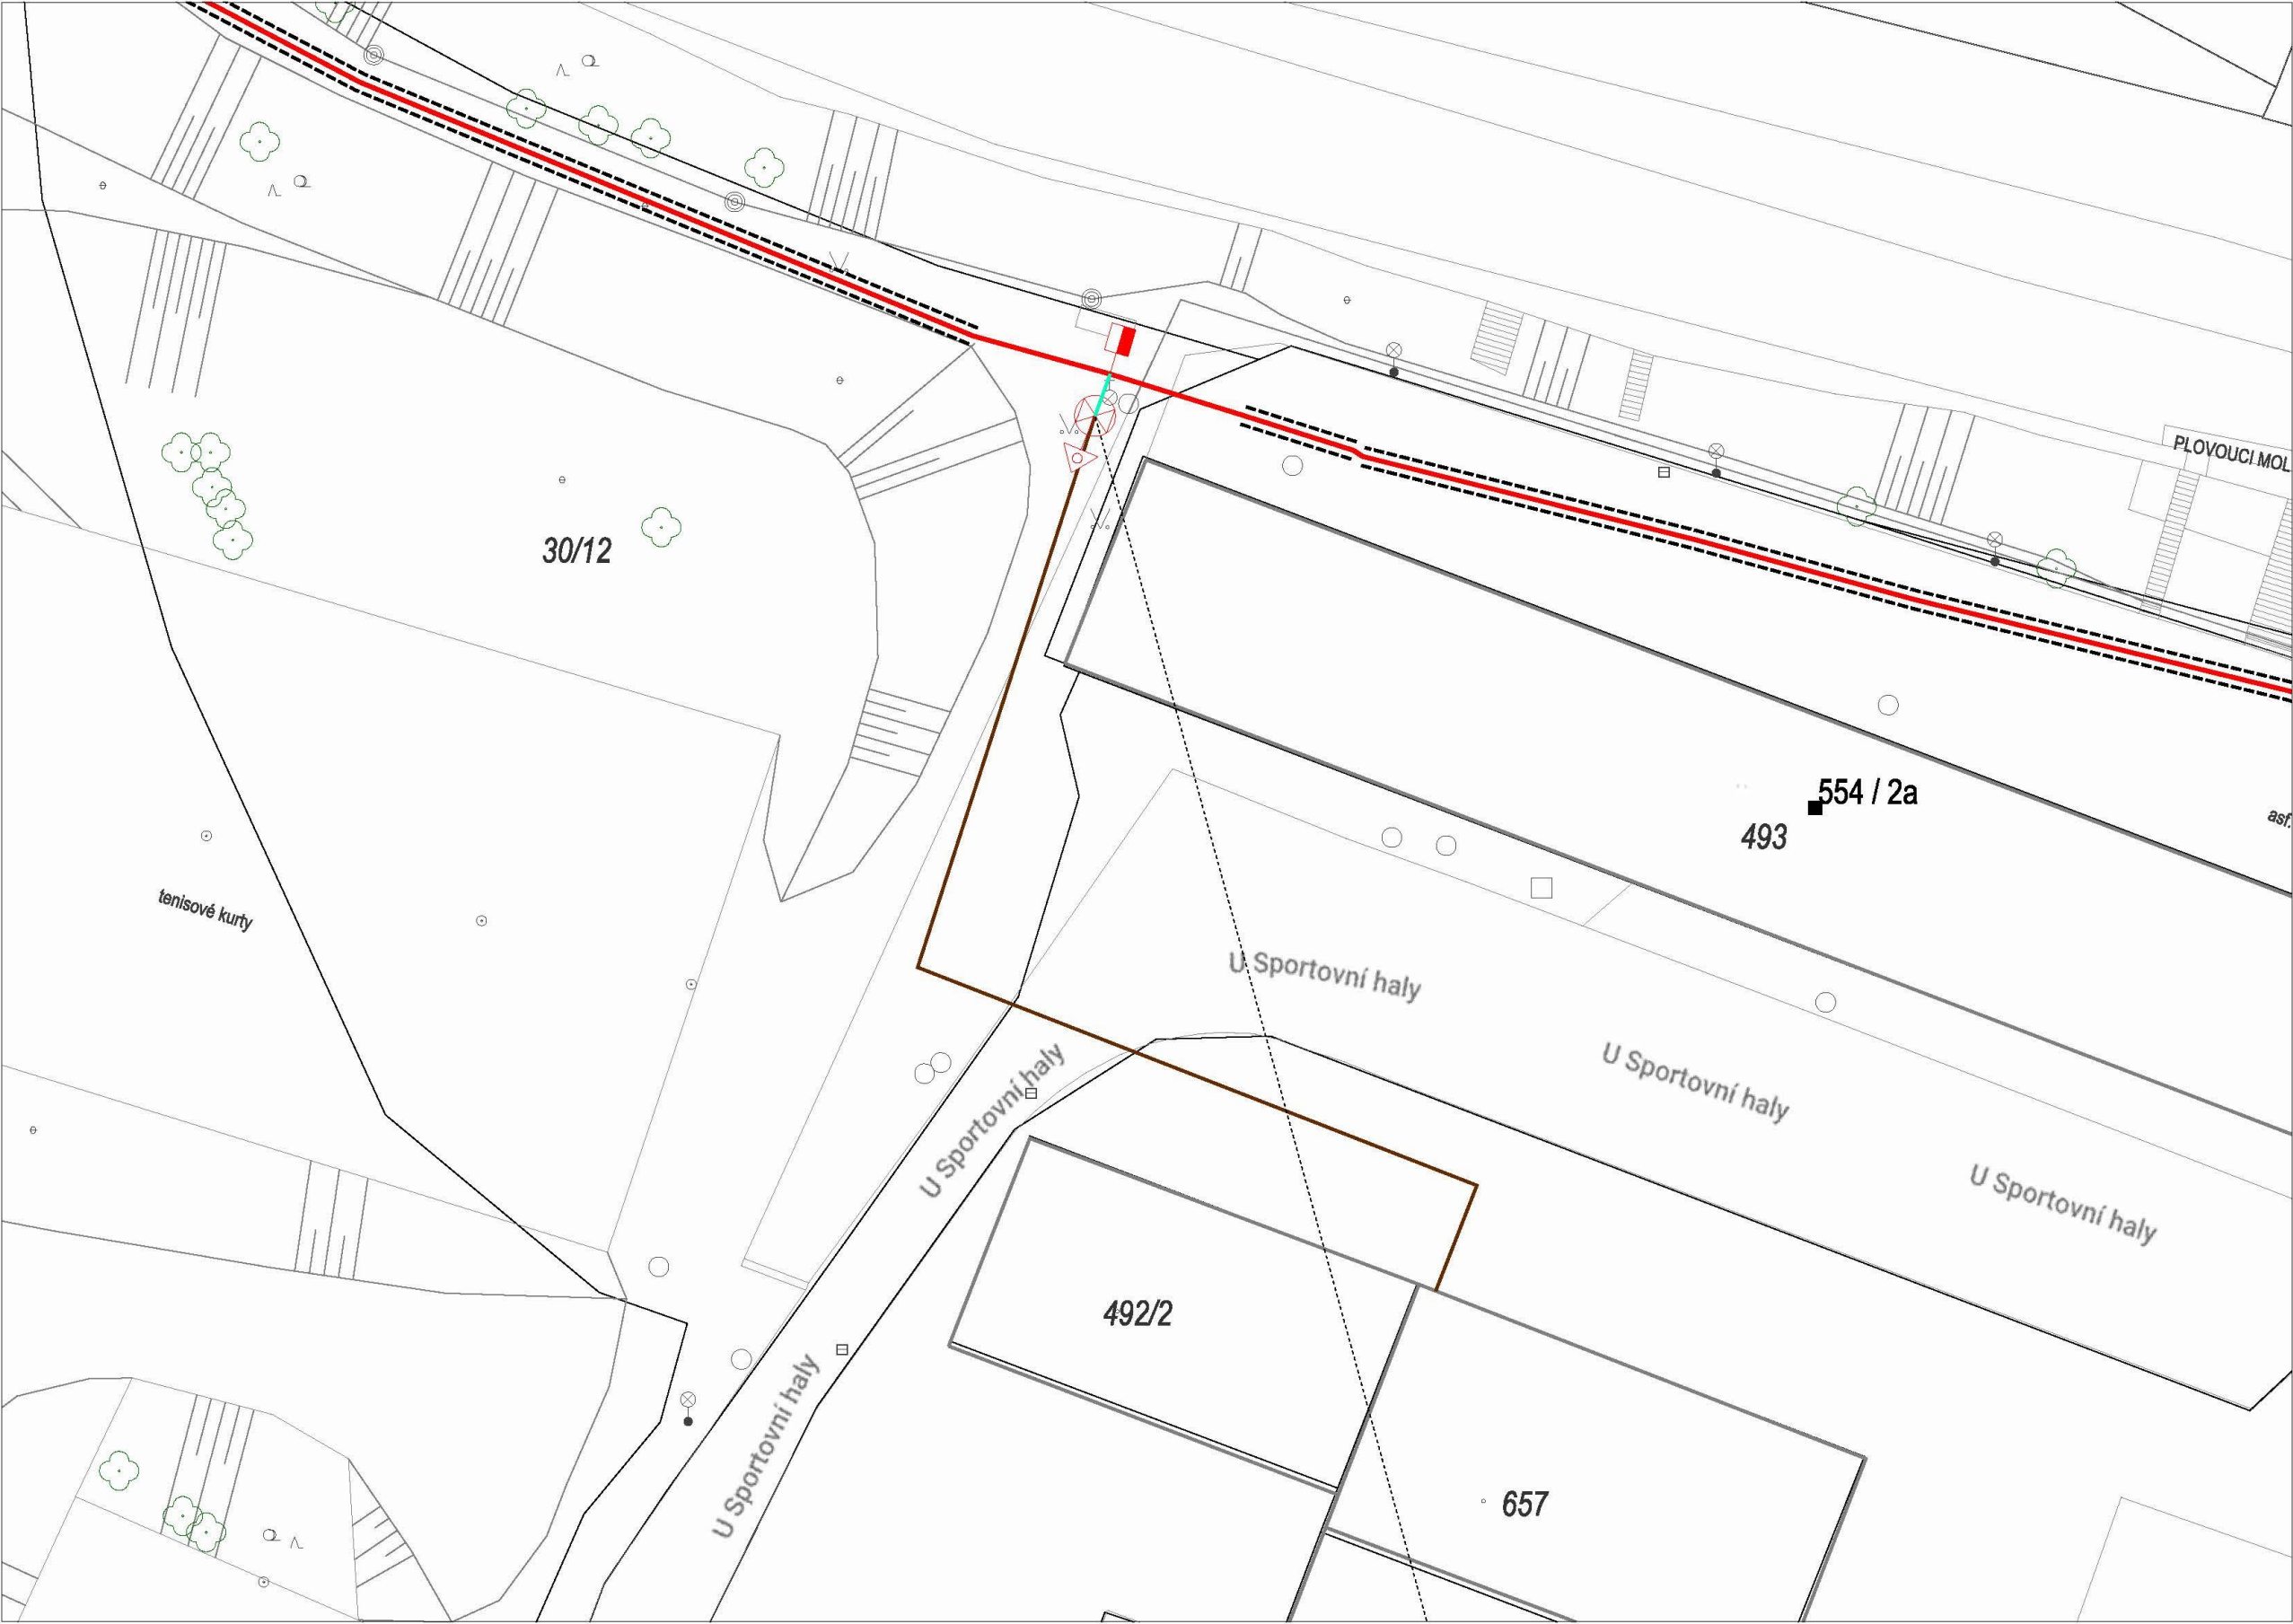 PLOVOUCI MOL
30/12
554 / 2a
493
asf.
tenisové kurty
U Sportovní haly
U Sportovní haly
U Sportovní haly
U Sportovní haly
492/2
U Sportovní haly
657